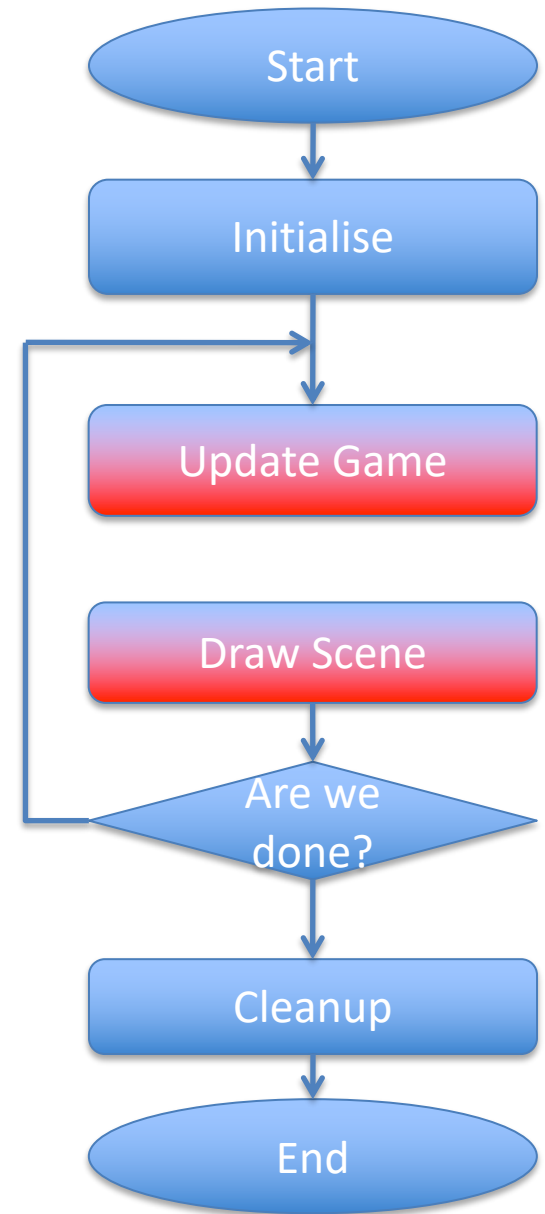 Start
Initialise
Update Game
Draw Scene
Are we
done?
Cleanup
End